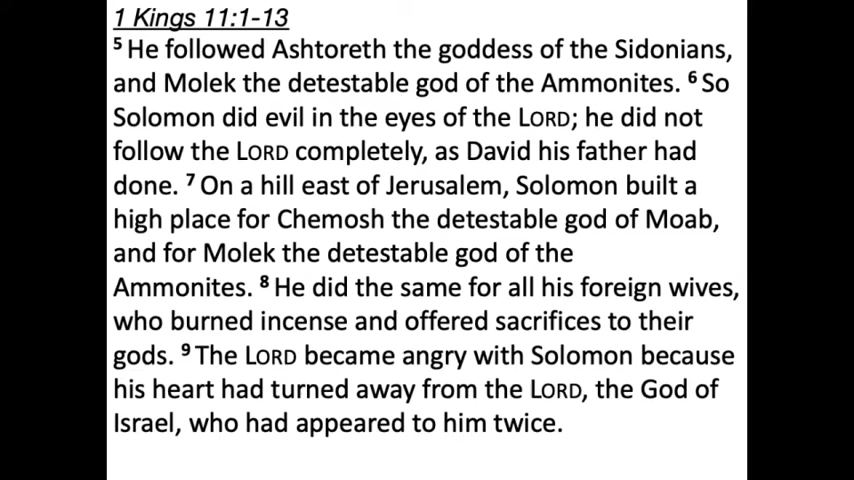 1 Kings 11:1-13
⁵ He followed Ashtoreth the goddess of the Sidonians,
and Molek the detestable god of the Ammonites. ⁶ So
Solomon did evil in the eyes of the LORD; he did not
follow the LORD completely, as David his father had
done. ⁷ On a hill east of Jerusalem, Solomon built a
high place for Chemosh the detestable god of Moab,
and for Molek the detestable god of the
Ammonites. ⁸ He did the same for all his foreign wives,
who burned incense and offered sacrifices to their
gods. ⁹ The LORD became angry with Solomon because
his heart had turned away from the LORD, the God of
Israel, who had appeared to him twice.